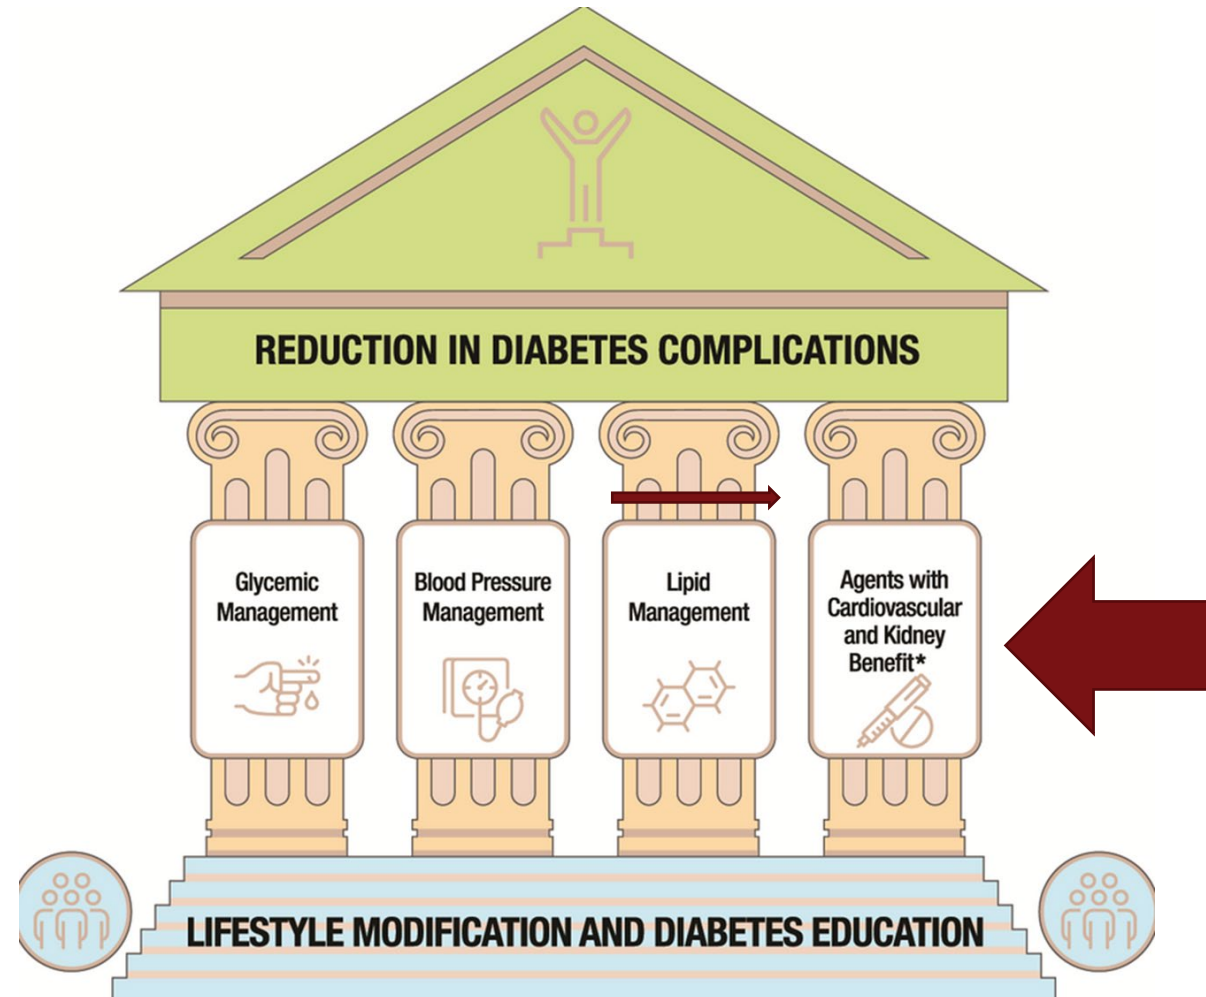 REDUCTION IN DIABETES COMPLICATIONS
Glycemic
Management
Blood Pressure
Management
Lipid
Management
Agents with
Cardiovascular
and Kidney
Benefit*
LIFESTYLE MODIFICATION AND DIABETES EDUCATION